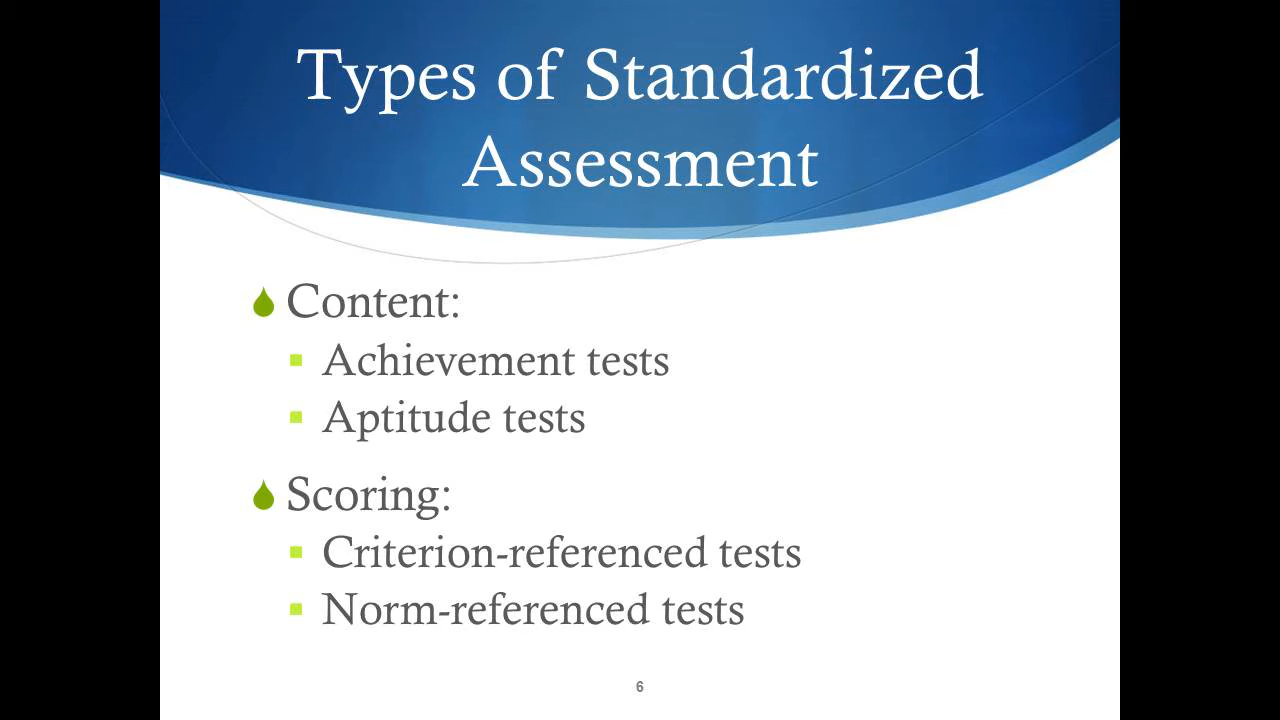 Types of Standardized
Assessment
Content:
Achievement tests
Aptitude tests
Scoring:
Criterion-referenced tests
Norm-referenced tests
6